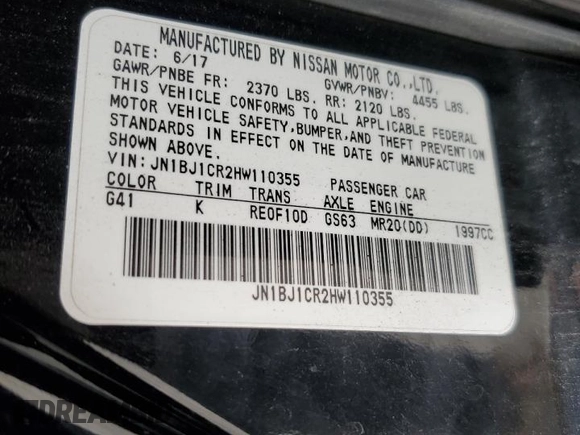 MANUFACTURED BY NISSAN MOTOR CO.,LTD.
DATE: 6/17 GVWR/PNBV: 4455 LBS.
GAWR/PNBE FR: 2370 LBS. RR: 2120 LBS.
THIS VEHICLE CONFORMS TO ALL APPLICABLE FEDERAL
MOTOR VEHICLE SAFETY,BUMPER,AND THEFT PREVENTION
STANDARDS IN EFFECT ON THE DATE OF MANUFACTURE
SHOWN ABOVE.
VIN: JN1BJ1CR2HW110355 PASSENGER CAR
COLOR TRIM TRANS AXLE ENGINE
G41 K RE0F10D GS63 MR20(DD) 1997CC
JN1BJ1CR2HW110355